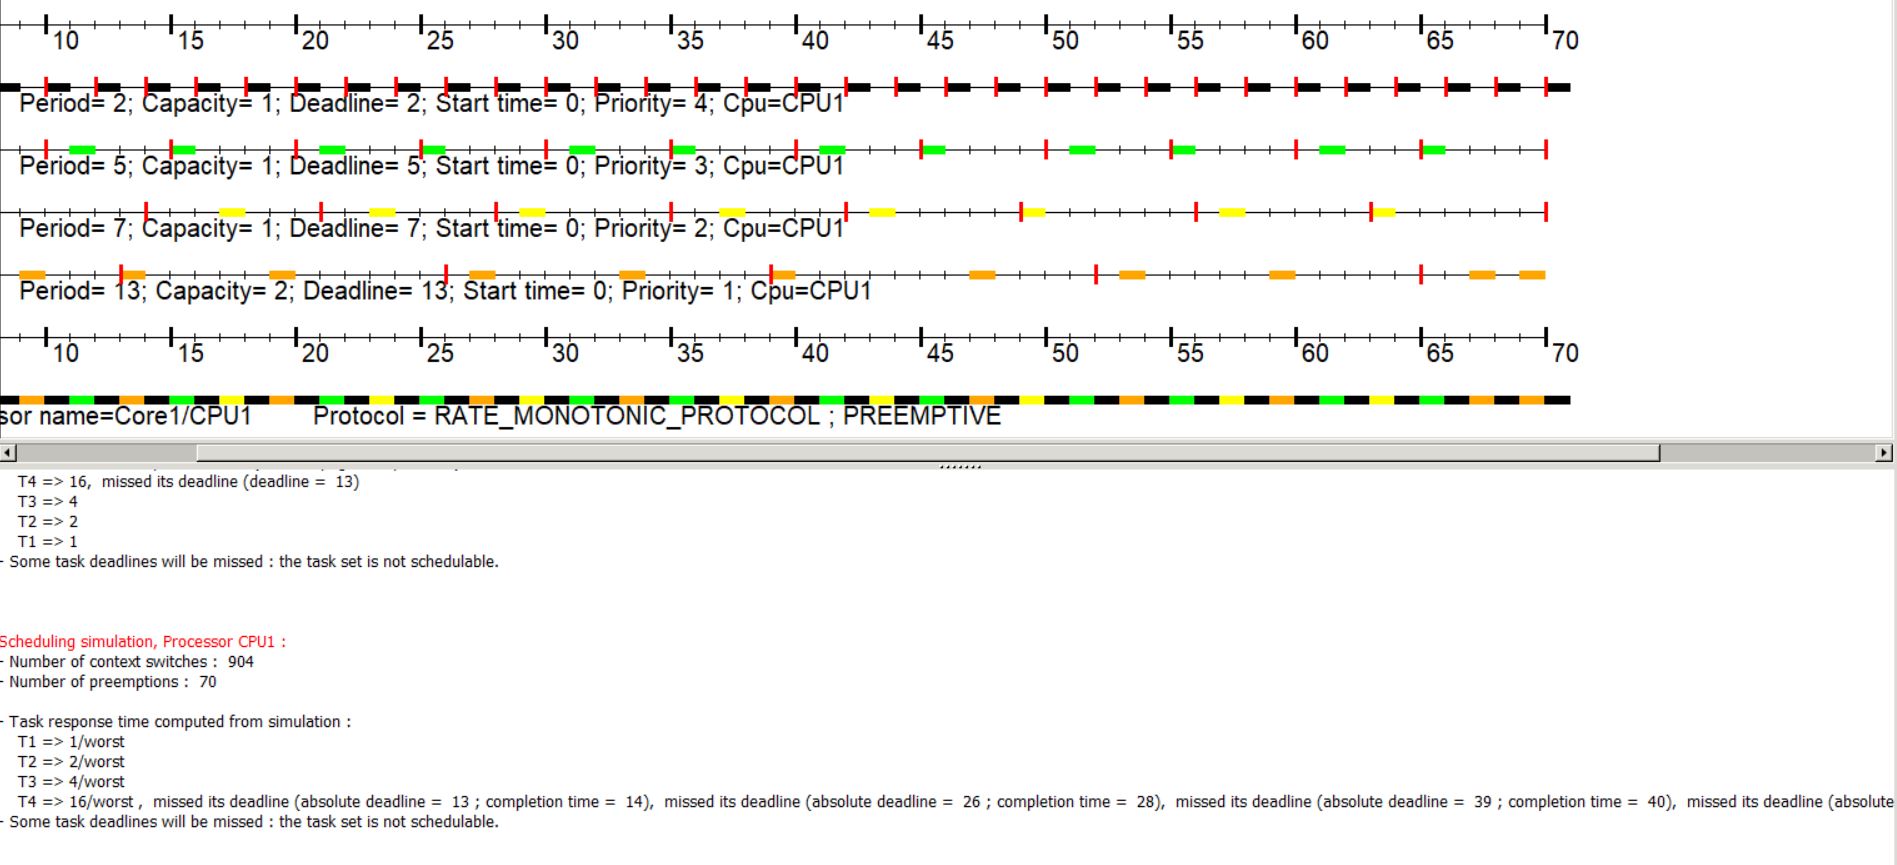 10 15 20 25 30 35 40 45 50 55 60 65 70
Period= 2; Capacity= 1; Deadline= 2; Start time= 0; Priority= 4; Cpu=CPU1
Period= 5; Capacity= 1; Deadline= 5; Start time= 0; Priority= 3; Cpu=CPU1
Period= 7; Capacity= 1; Deadline= 7; Start time= 0; Priority= 2; Cpu=CPU1
Period= 13; Capacity= 2; Deadline= 13; Start time= 0; Priority= 1; Cpu=CPU1
10 15 20 25 30 35 40 45 50 55 60 65 70
sor name=Core1/CPU1 Protocol = RATE_MONOTONIC_PROTOCOL ; PREEMPTIVE
T4 => 16, missed its deadline (deadline = 13)
T3 => 4
T2 => 2
T1 => 1
- Some task deadlines will be missed : the task set is not schedulable.
Scheduling simulation, Processor CPU1 :
- Number of context switches : 904
- Number of preemptions : 70
- Task response time computed from simulation :
T1 => 1/worst
T2 => 2/worst
T3 => 4/worst
T4 => 16/worst , missed its deadline (absolute deadline = 13 ; completion time = 14), missed its deadline (absolute deadline = 26 ; completion time = 28), missed its deadline (absolute deadline = 39 ; completion time = 40), missed its deadline (absolute
- Some task deadlines will be missed : the task set is not schedulable.